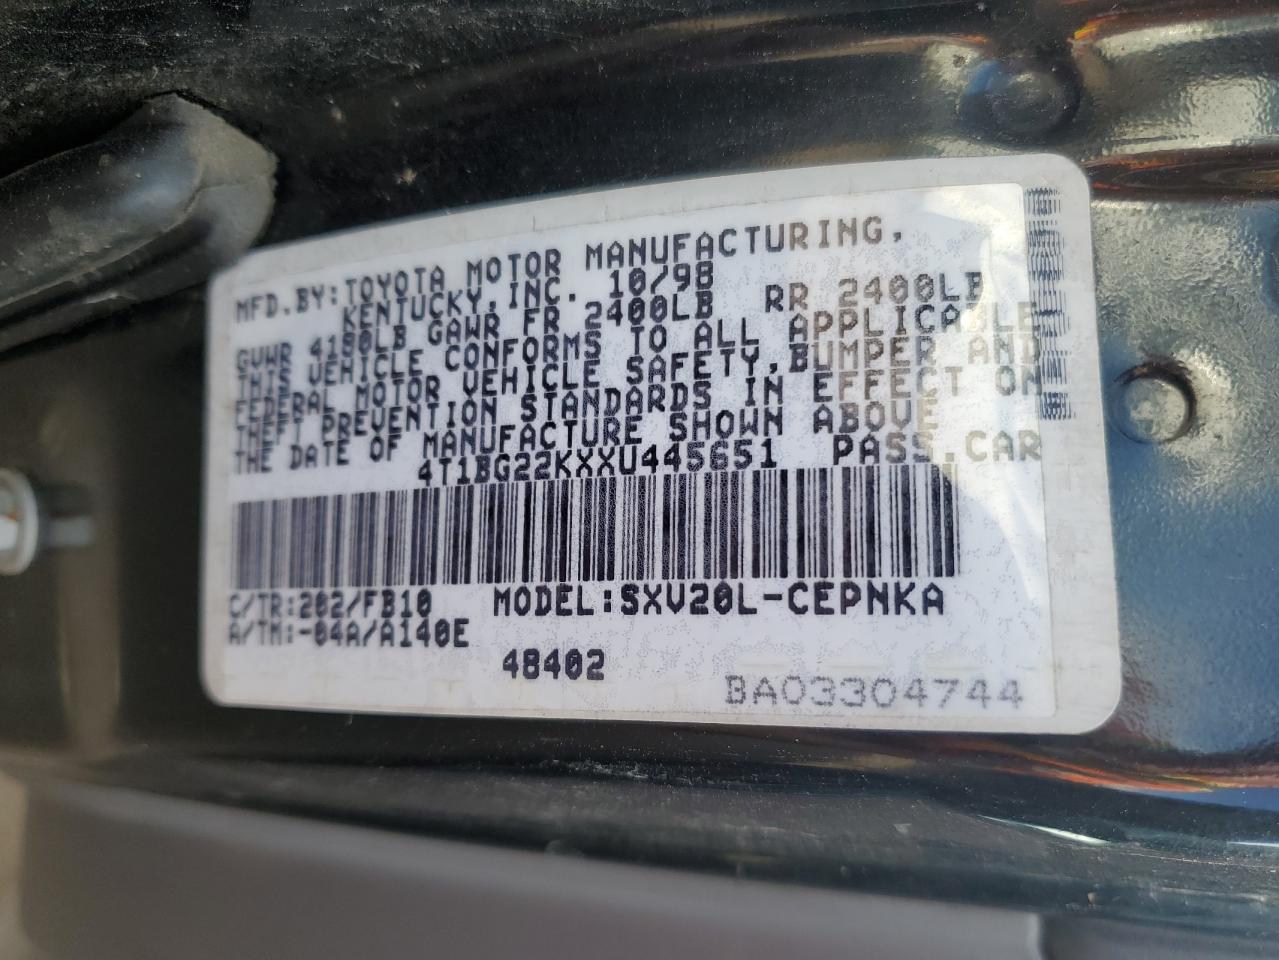 MFD.BY:TOYOTA MOTOR MANUFACTURING,
KENTUCKY,INC. 10/98
GVWR 4180LB GAWR FR 2400LB RR 2400LB
THIS VEHICLE CONFORMS TO ALL APPLICABLE
FEDERAL MOTOR VEHICLE SAFETY,BUMPER AND
THEFT PREVENTION STANDARDS IN EFFECT ON
THE DATE OF MANUFACTURE SHOWN ABOVE
4T1BG22KXXU445651 PASS.CAR
C/TR:202/FB10 MODEL:SXV20L-CEPNKA
A/TM:-04A/A140E
48402
BA03304744